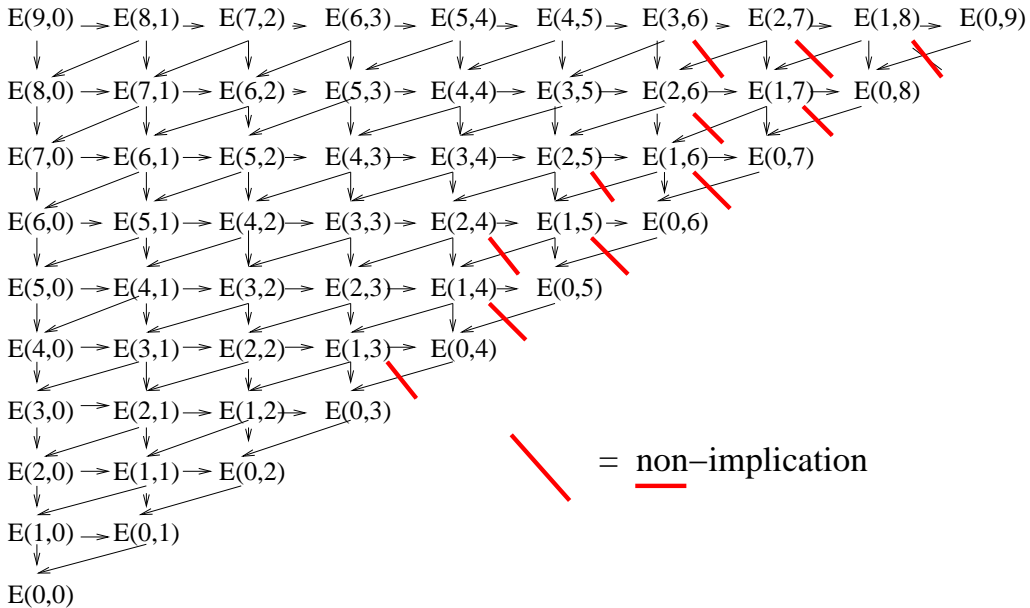 E(9,0) E(8,1) E(7,2) E(6,3) E(5,4) E(4,5) E(3,6) E(2,7) E(1,8) E(0,9)
E(8,0) E(7,1) E(6,2) E(5,3) E(4,4) E(3,5) E(2,6) E(1,7) E(0,8)
E(7,0) E(6,1) E(5,2) E(4,3) E(3,4) E(2,5) E(1,6) E(0,7)
E(6,0) E(5,1) E(4,2) E(3,3) E(2,4) E(1,5) E(0,6)
E(5,0) E(4,1) E(3,2) E(2,3) E(1,4) E(0,5)
E(4,0) E(3,1) E(2,2) E(1,3) E(0,4)
E(3,0) E(2,1) E(1,2) E(0,3)
E(2,0) E(1,1) E(0,2)
= non−implication
E(1,0) E(0,1)
E(0,0)